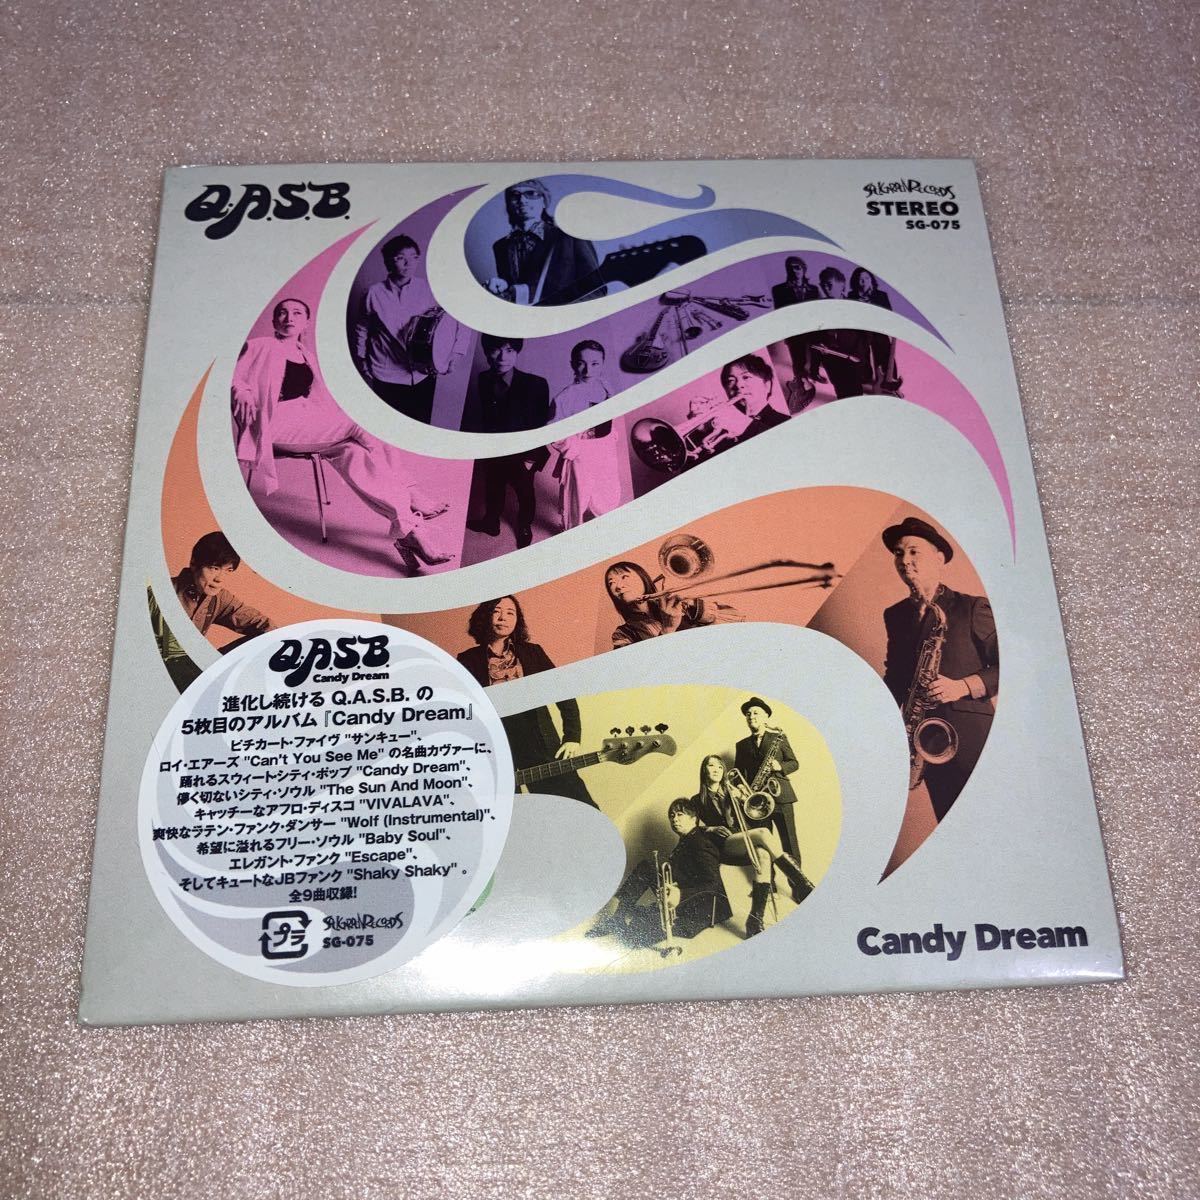 Q.A.S.B.
SALIGRAN RECORDS
STEREO
SG-075
Q.A.S.B.
Candy Dream
進化し続ける Q.A.S.B. の
5枚目のアルバム『Candy Dream』
ピチカート・ファイヴ "サンキュー"、
ロイ・エアーズ "Can't You See Me" の名曲カヴァーに、
踊れるスウィート・シティ・ポップ "Candy Dream"、
儚く切ないシティ・ソウル "The Sun And Moon"、
キャッチーなアフロ・ディスコ "VIVALAVA"、
爽快なラテン・ファンク・ダンサー "Wolf (Instrumental)"、
希望に溢れるフリー・ソウル "Baby Soul"、
エレガント・ファンク "Escape"、
そしてキュートなJBファンク "Shaky Shaky" 。
全9曲収録!
プラ
SALIGRAN RECORDS
SG-075
Candy Dream